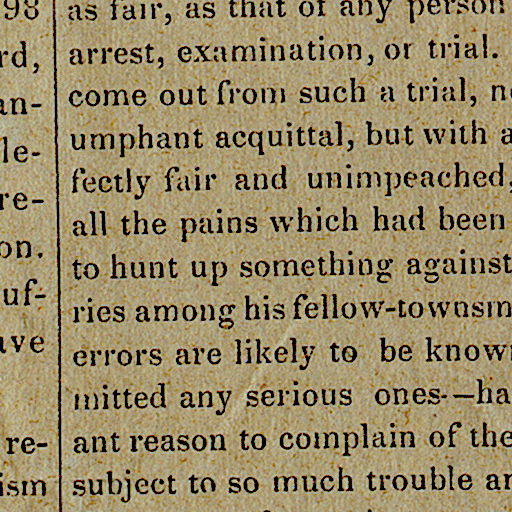 98
rd,
an-
le-
re-
on.
uf-
ave
re-
ism
as fair, as that of any person
arrest, examination, or trial.
come out from such a trial,
umphant acquittal, but with a
fectly fair and unimpeached,
all the pains which had been
to hunt up something against
ries among his fellow-townsm
errors are likely to be known
mitted any serious ones-—ha
ant reason to complain of the
subject to so much trouble an